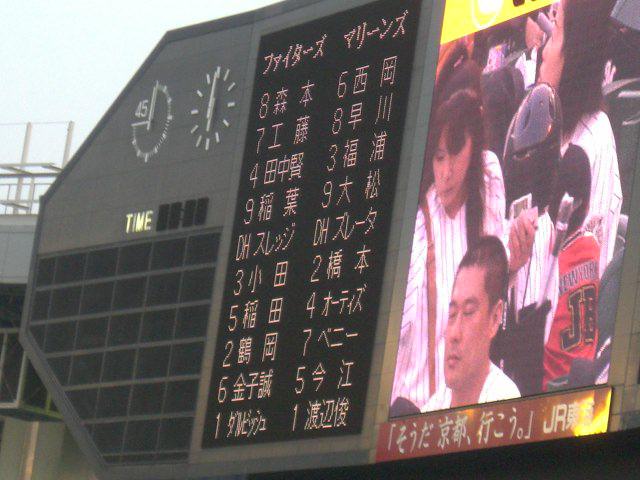 ファイターズ マリーンズ
8 森本 6 西岡
7 工藤 8 早川
4 田中賢 3 福浦
9 稲葉 9 大松
DH スレッジ DH ズレータ
3 小田 2 橋本
5 稲田 4 オーティズ
2 鶴岡 7 ベニー
6 金子誠 5 今江
1 ダルビッシュ 1 渡辺俊
45
TIME
「そうだ 京都、行こう。」 JR東海